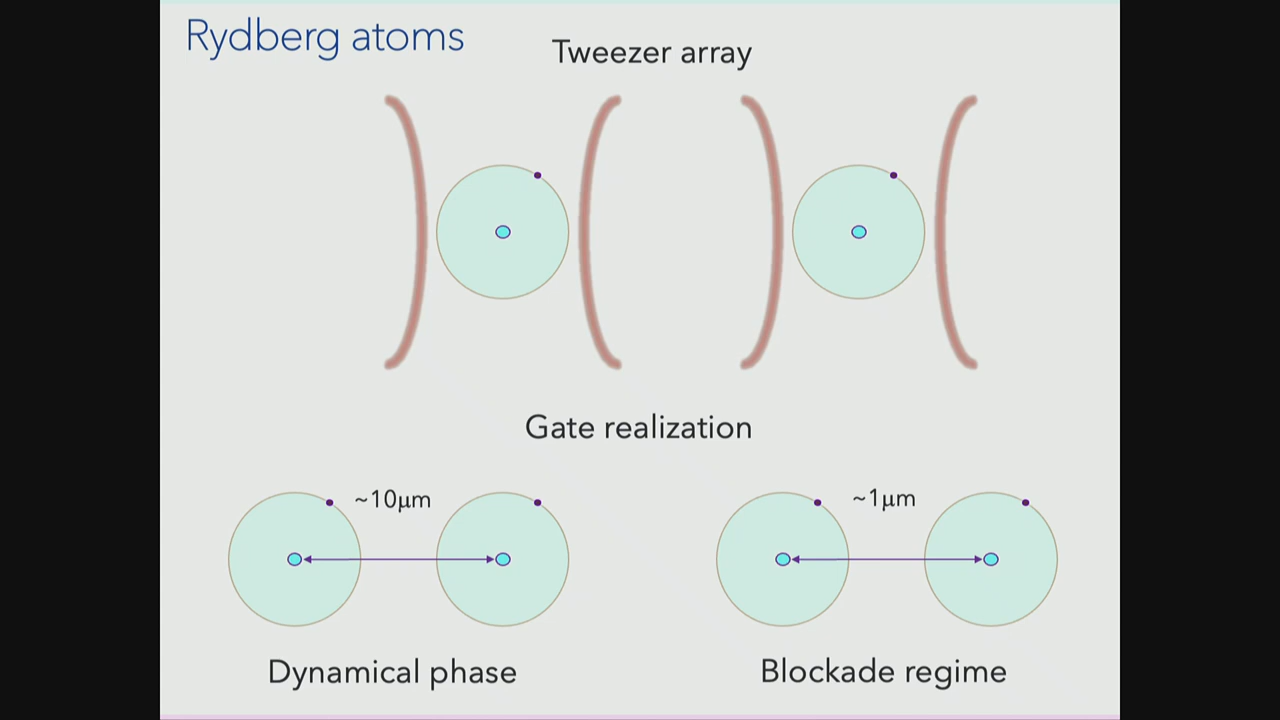 Rydberg atoms
Tweezer array
Gate realization
~10μm
~1μm
Dynamical phase
Blockade regime